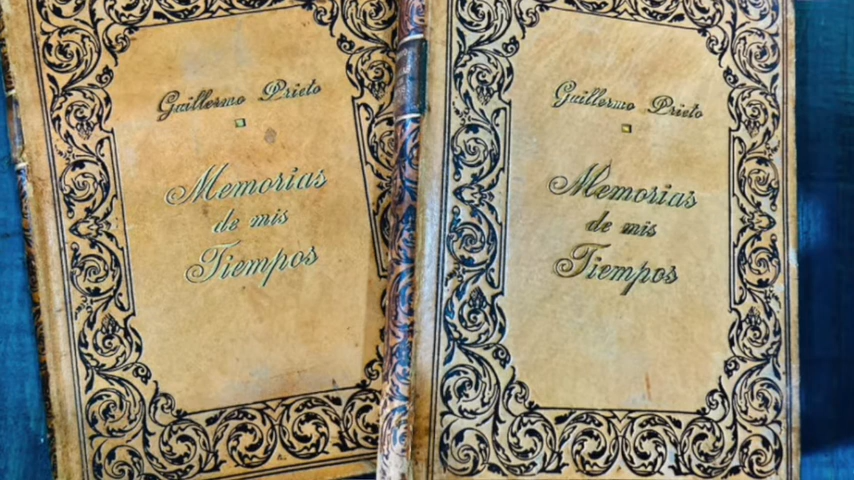 Guillermo Prieto
Memorias
de mis
Tiempos
Guillermo Prieto
Memorias
de mis
Tiempos